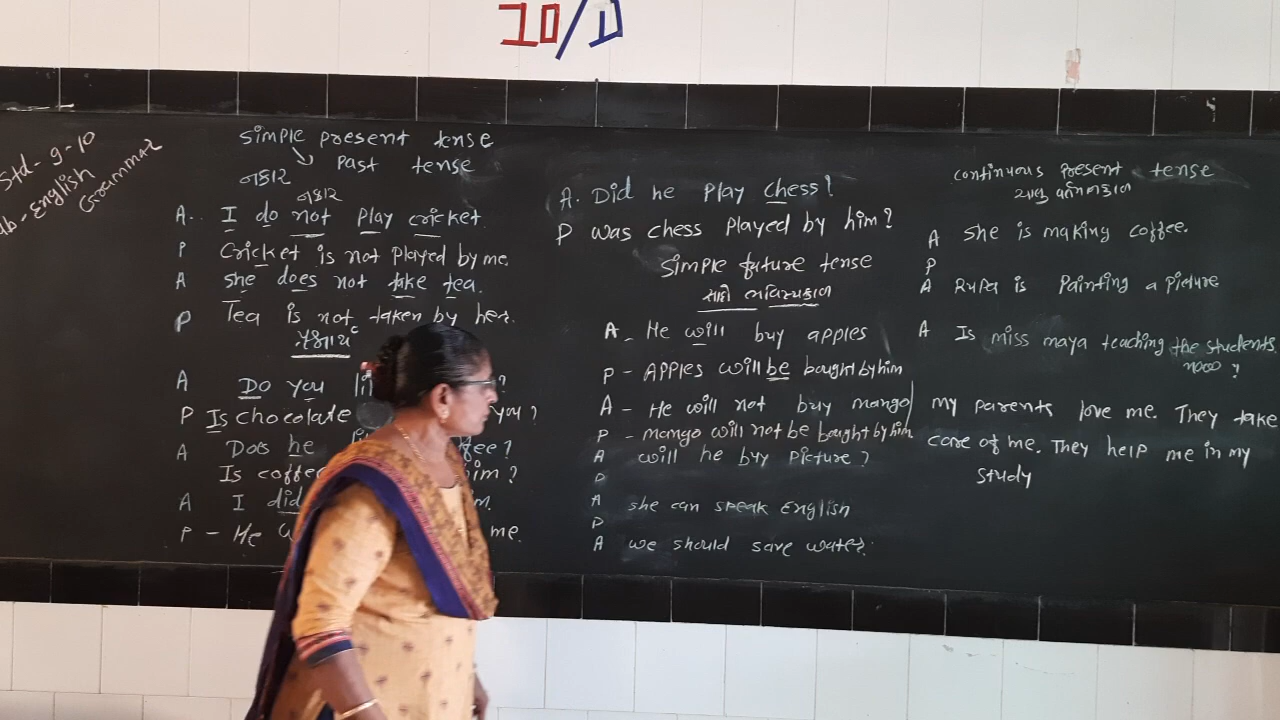 10/D
Std - 9-10
English
Grammar
Simple present tense
Past tense
નકાર
નકાર
A. I do not play cricket.
P Cricket is not played by me.
A she does not take tea.
P Tea is not taken by her.
પ્રશ્નાર્થ
A Do you ?
P Is chocolate you ?
A Does he coffee?
Is coffee him?
A I did
P - He me.
A. Did he play chess?
P was chess played by him?
Simple future tense
સાદો ભવિષ્યકાળ
A - He will buy apples
P - Apples will be bought by him
A - He will not buy mango
P - mango will not be bought by him
A will he buy picture ?
P
A she can speak English
P
A we should save water.
continuous present tense
ચાલુ વર્તમાનકાળ
A she is making coffee.
P
A Rupa is Painting a picture
A Is miss maya teaching the students
now ?
my parents love me. They take
care of me. They help me in my
study